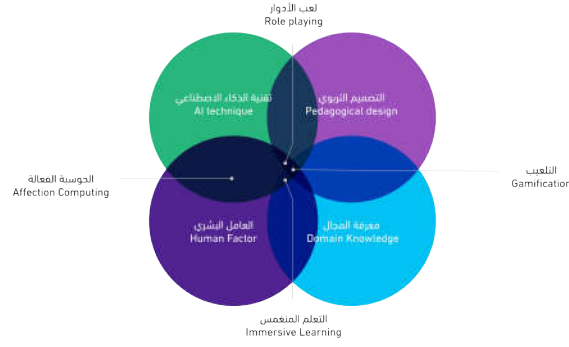 لعب الأدوار
Role playing
تقنية الذكاء الاصطناعي
AI technique
التصميم التربوي
Pedagogical design
الحوسبة الفعالة
Affection Computing
التلعيب
Gamificatior
العامل البشري
Human Factor
معرفة المجال
Domain Knowledge
التعلم المنغمس
Immersive Learning